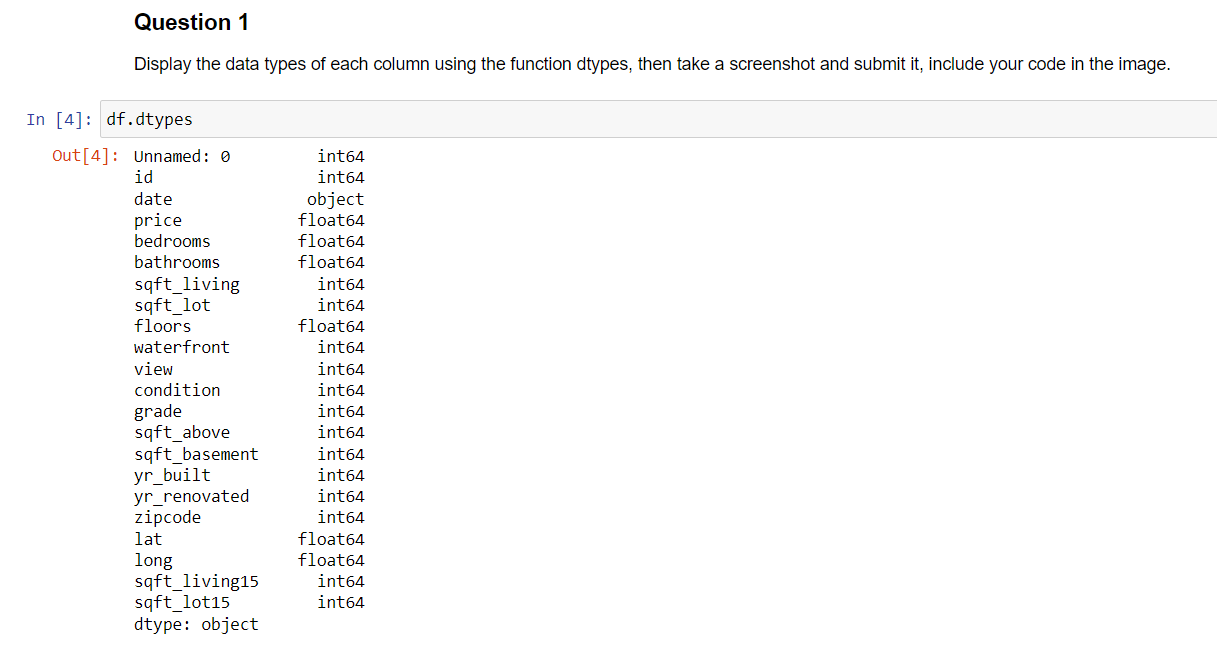 Question 1
Display the data types of each column using the function dtypes, then take a screenshot and submit it, include your code in the image.
In [4]: df.dtypes
Out[4]: Unnamed: 0 int64
id int64
date object
price float64
bedrooms float64
bathrooms float64
sqft_living int64
sqft_lot int64
floors float64
waterfront int64
view int64
condition int64
grade int64
sqft_above int64
sqft_basement int64
yr_built int64
yr_renovated int64
zipcode int64
lat float64
long float64
sqft_living15 int64
sqft_lot15 int64
dtype: object